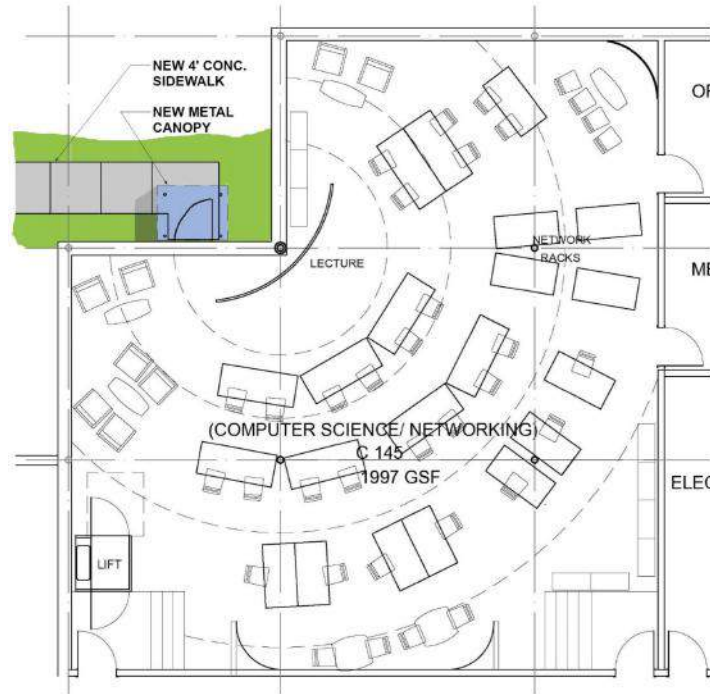 NEW 4' CONC.
SIDEWALK
NEW METAL
CANOPY
OF
LECTURE
NETWORK
RACKS
ME
(COMPUTER SCIENCE/ NETWORKING)
C 145
1997 GSF
ELEC
LIFT